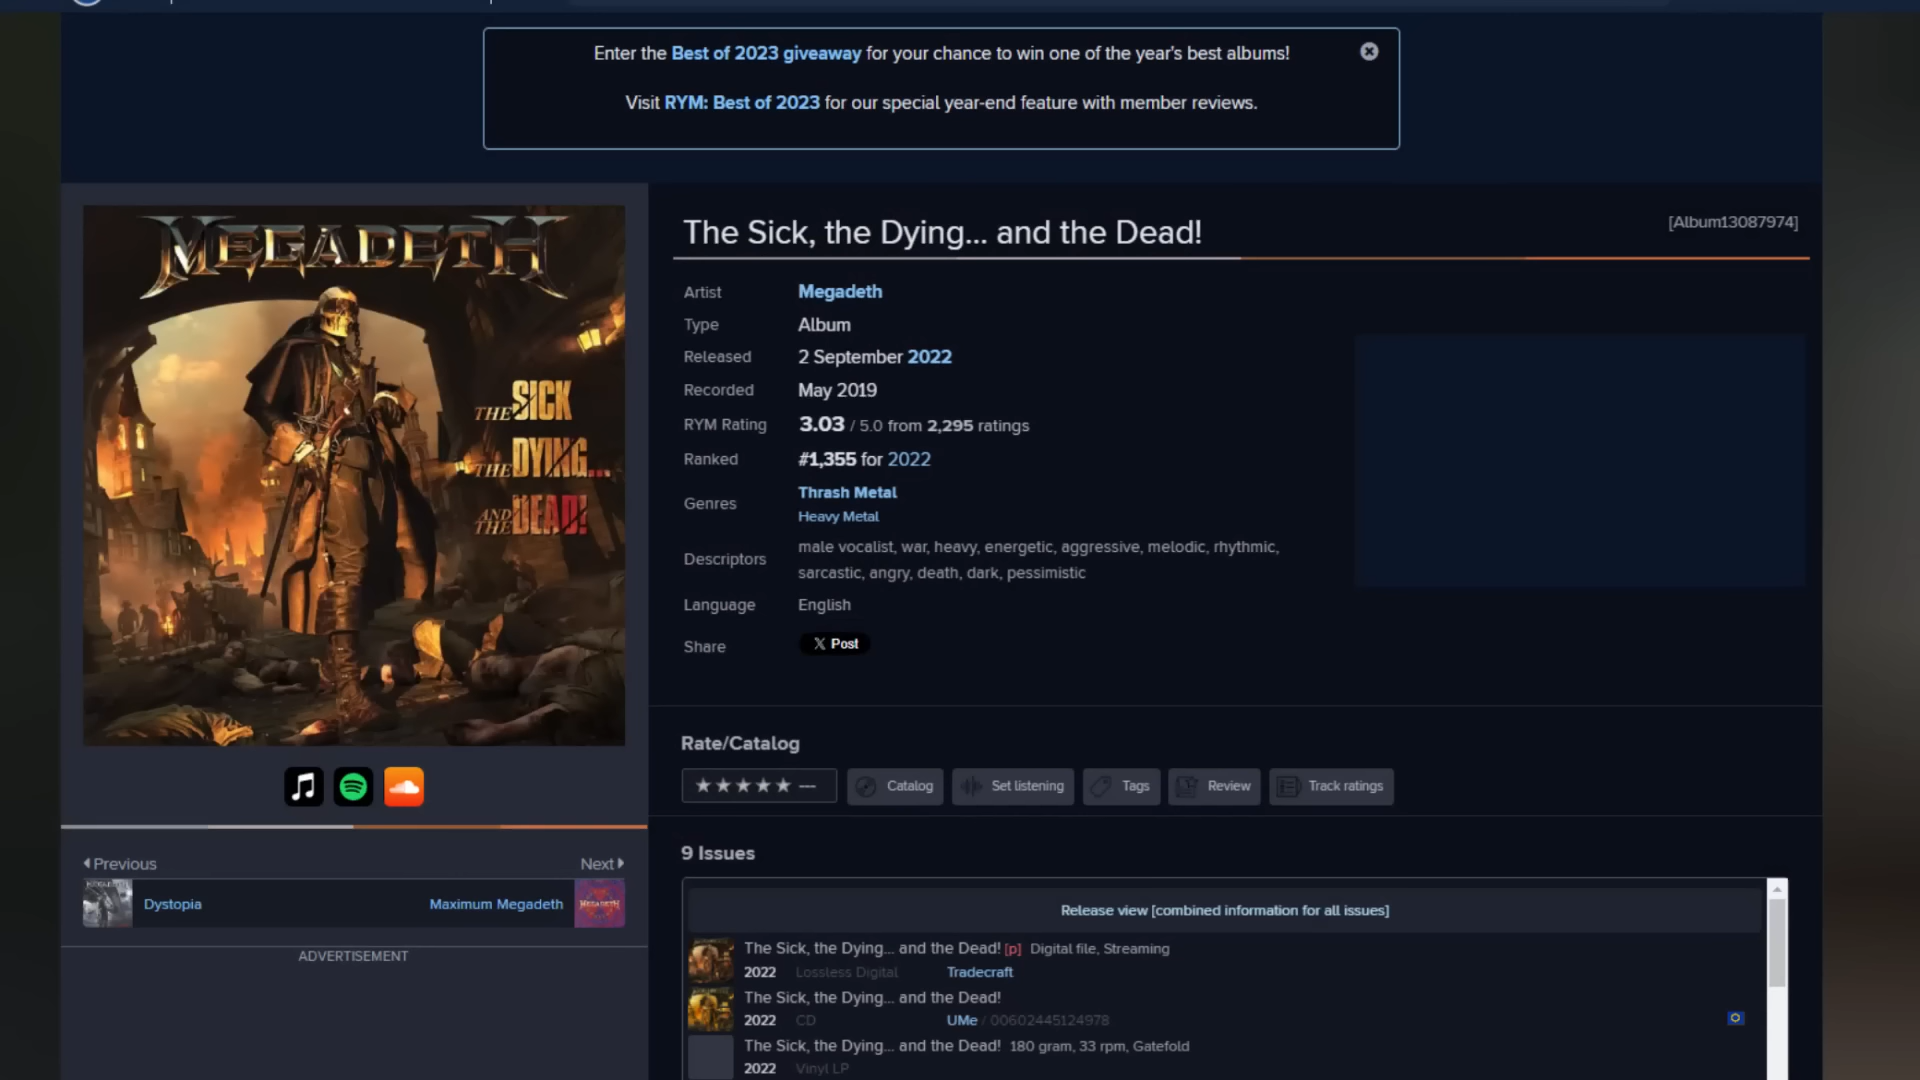 Enter the Best of 2023 giveaway for your chance to win one of the year's best albums!
Visit RYM: Best of 2023 for our special year-end feature with member reviews.
MEGADETH
THE SICK
THE DYING...
AND THE DEAD!
The Sick, the Dying... and the Dead!
[Album13087974]
Artist Megadeth
Type Album
Released 2 September 2022
Recorded May 2019
RYM Rating 3.03 / 5.0 from 2,295 ratings
Ranked #1,355 for 2022
Genres Thrash Metal
Heavy Metal
Descriptors male vocalist, war, heavy, energetic, aggressive, melodic, rhythmic,
sarcastic, angry, death, dark, pessimistic
Language English
Share X Post
Rate/Catalog
★★★★★ --- Catalog Set listening Tags Review Track ratings
Previous Next
Dystopia Maximum Megadeth
MEGADETH
ADVERTISEMENT
9 Issues
Release view [combined information for all issues]
The Sick, the Dying... and the Dead! [p] Digital file, Streaming
2022 Lossless Digital Tradecraft
The Sick, the Dying... and the Dead!
2022 CD UMe / 00602445124978
The Sick, the Dying... and the Dead! 180 gram, 33 rpm, Gatefold
2022 Vinyl LP